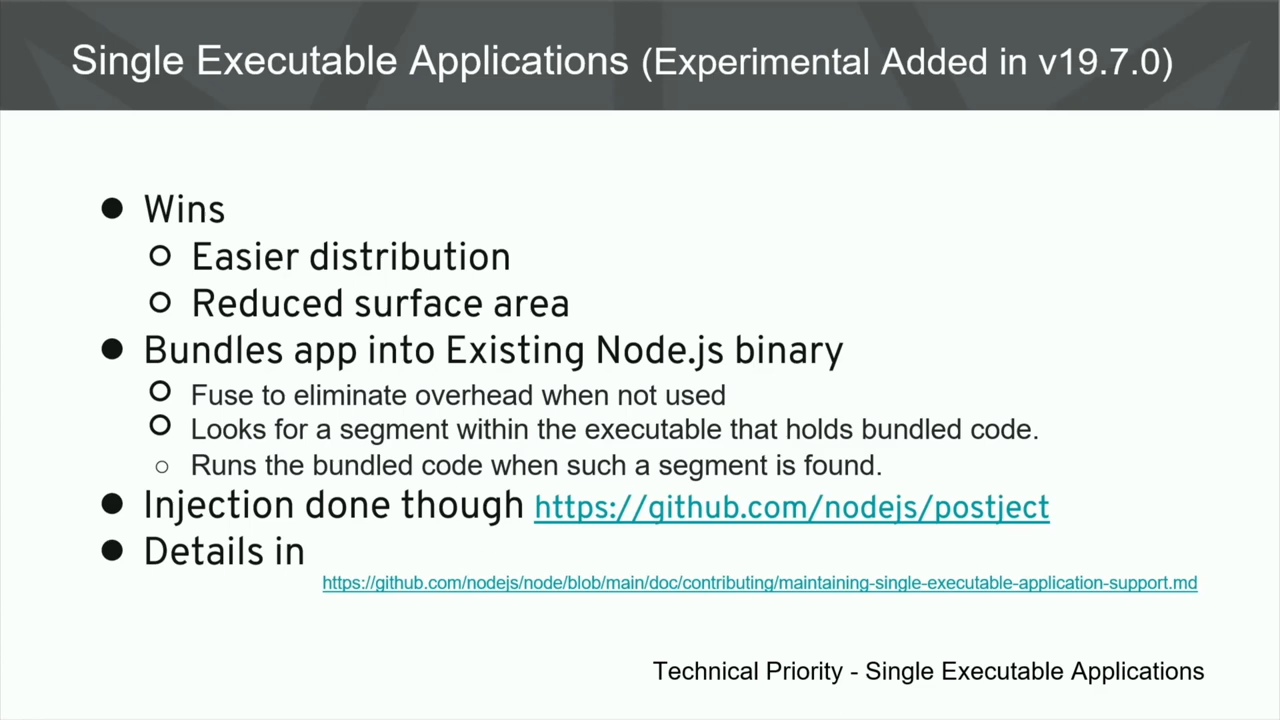 Single Executable Applications (Experimental Added in v19.7.0)
● Wins
○ Easier distribution
○ Reduced surface area
● Bundles app into Existing Node.js binary
○ Fuse to eliminate overhead when not used
○ Looks for a segment within the executable that holds bundled code.
○ Runs the bundled code when such a segment is found.
● Injection done though https://github.com/nodejs/postject
● Details in
https://github.com/nodejs/node/blob/main/doc/contributing/maintaining-single-executable-application-support.md
Technical Priority - Single Executable Applications